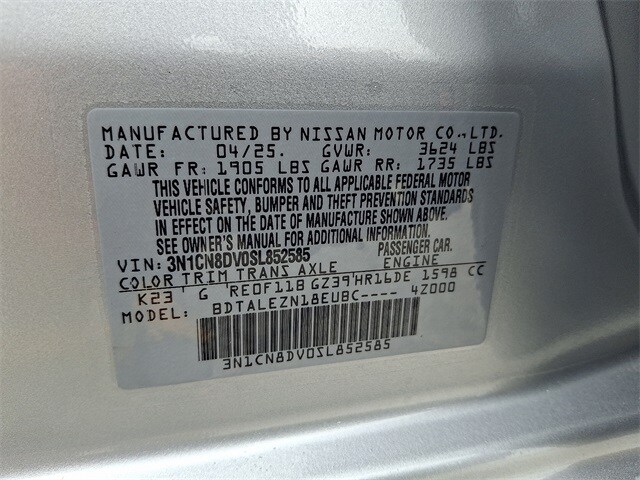 MANUFACTURED BY NISSAN MOTOR CO.,LTD.
DATE: 04/25. GVWR: 3624 LBS
GAWR FR: 1905 LBS GAWR RR: 1735 LBS
THIS VEHICLE CONFORMS TO ALL APPLICABLE FEDERAL MOTOR
VEHICLE SAFETY, BUMPER AND THEFT PREVENTION STANDARDS
IN EFFECT ON THE DATE OF MANUFACTURE SHOWN ABOVE.
SEE OWNER'S MANUAL FOR ADDITIONAL INFORMATION.
VIN: 3N1CN8DV0SL852585 PASSENGER CAR.
COLOR TRIM TRANS AXLE ENGINE
K23 G RE0F11B GZ39 HR16DE 1598 CC
MODEL: BDTALEZN18EUBC---- 4Z000
3N1CN8DV0SL852585